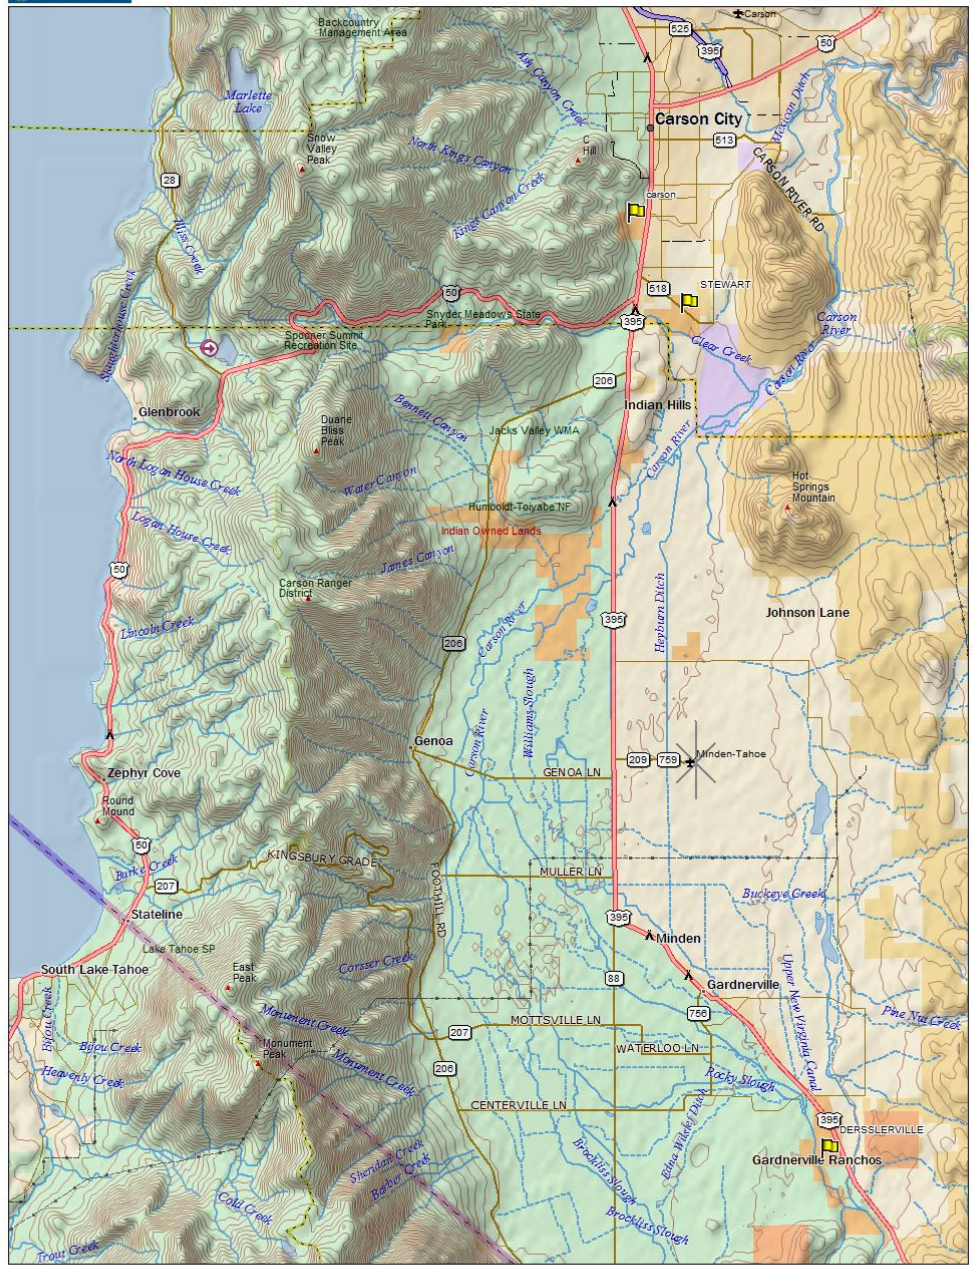 Carson
Backcountry
Management Area
525
395
50
Ash Canyon Creek
Marlette
Lake
Mexican Ditch
Carson City
Snow
Valley
Peak
C
Hill
513
North Kings Canyon
CARSON RIVER RD
28
Kings Canyon Creek
carson
Bliss Creek
Slaughterhouse Creek
50
518
STEWART
Snyder Meadows State
Park
395
Carson
River
Spooner Summit
Recreation Site
Clear Creek
Carson River
206
Glenbrook
Bennett Canyon
Indian Hills
Duane
Bliss
Peak
Jacks Valley WMA
Carson River
North Logan House Creek
Water Canyon
Hot
Springs
Mountain
Humboldt-Toiyabe NF
Logan House Creek
Indian Owned Lands
James Canyon
50
Carson Ranger
District
Heyburn Ditch
Johnson Lane
Lincoln Creek
395
Carson River
206
Williams Slough
Carson River
Genoa
Minden-Tahoe
209
759
Zephyr Cove
GENOA LN
Round
Mound
50
KINGSBURY GRADE
Burke Creek
207
MULLER LN
FOOTHILL RD
Buckeye Creek
Stateline
395
Minden
Lake Tahoe SP
South Lake Tahoe
East
Peak
Corsser Creek
88
Gardnerville
Upper New Virginia Canal
Bijou Creek
Monument Creek
756
Pine Nut Creek
MOTTSVILLE LN
207
Bijou Creek
Monument
Peak
WATERLOO LN
Monument Creek
206
Heavenly Creek
Rocky Slough
CENTERVILLE LN
Edna Wilslef Ditch
395
DERSSLERVILLE
Sheridan Creek
Brockliss Slough
Gardnerville Ranchos
Barber Creek
Cold Creek
Brockliss Slough
Trout Creek